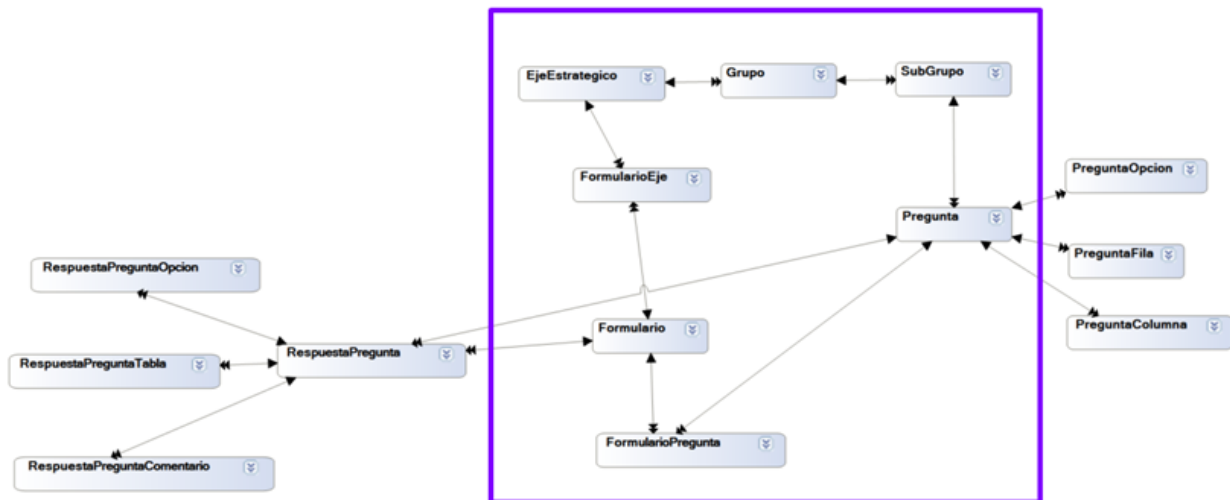 EjeEstrategico
Grupo
SubGrupo
FormularioEje
PreguntaOpcion
Pregunta
PreguntaFila
RespuestaPreguntaOpcion
Formulario
PreguntaColumna
RespuestaPregunta
RespuestaPreguntaTabla
FormularioPregunta
RespuestaPreguntaComentario